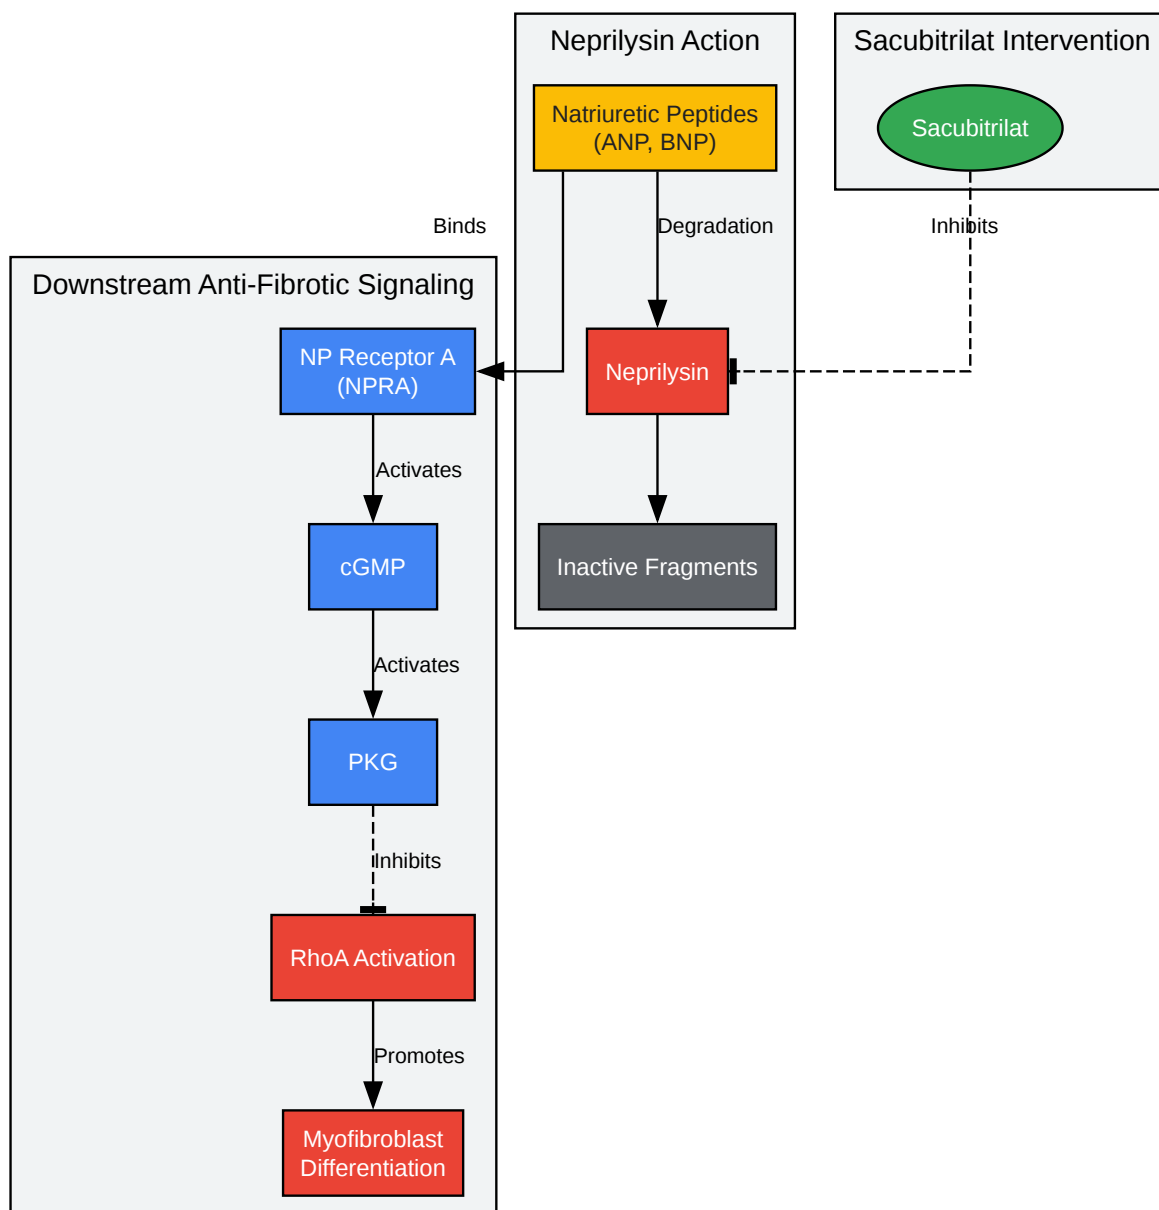 Neprilysin Action
Sacubitrilat Intervention
Natriuretic Peptides
(ANP, BNP)
Sacubitrilat
Binds
Degradation
Inhibits
Downstream Anti-Fibrotic Signaling
NP Receptor A
(NPRA)
Neprilysin
Activates
cGMP
Inactive Fragments
Activates
PKG
Inhibits
RhoA Activation
Promotes
Myofibroblast
Differentiation